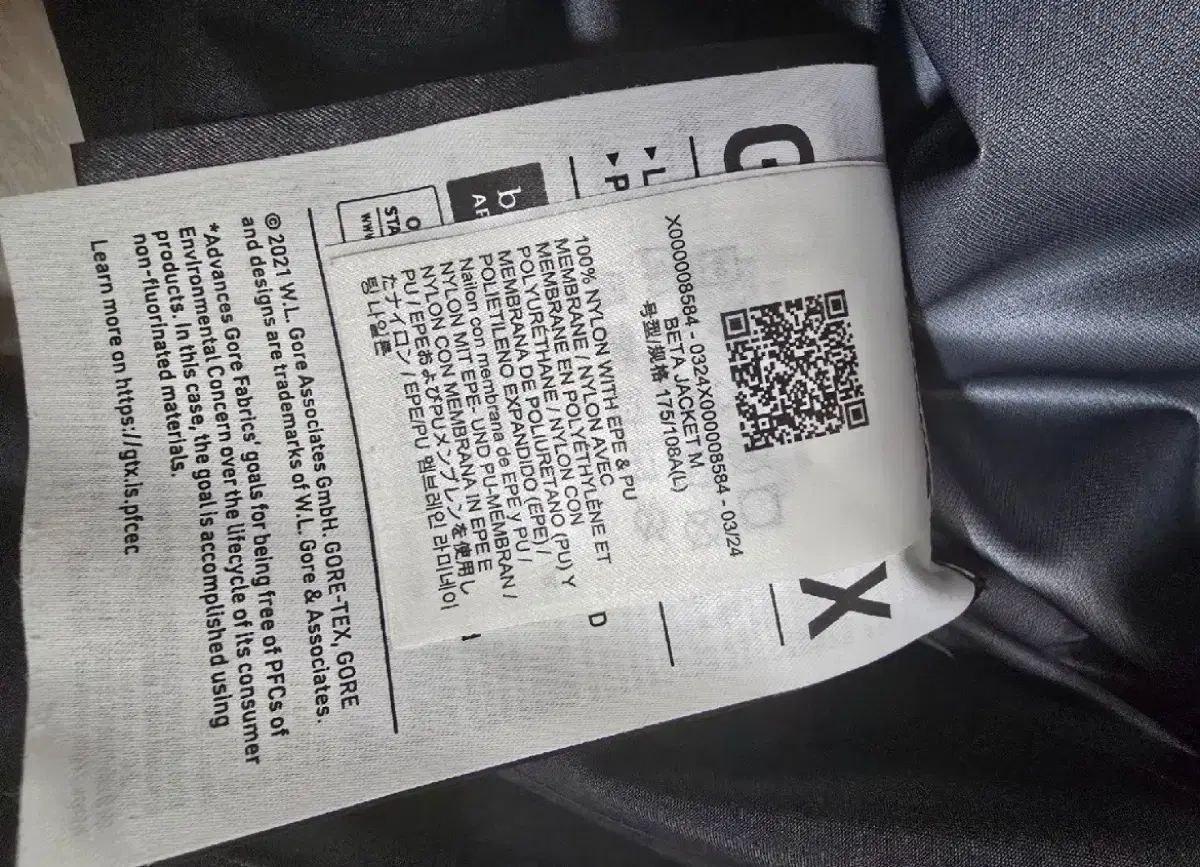 G
X
▸L
▸P
D
b
AF
O
STA
WW
X000008584 - 0324X000008584 - 03/24
BETA JACKET M
号型/规格 175/108A(L)
100% NYLON WITH EPE & PU
MEMBRANE / NYLON AVEC
MEMBRANE EN POLYÉTHYLÈNE ET
POLYURÉTHANE / NYLON CON
MEMBRANA DE POLIURETANO (PU) Y
POLIETILENO EXPANDIDO (EPE) /
Nailon con membrana de EPE y PU /
NYLON MIT EPE- UND PU-MEMBRAN /
NYLON CON MEMBRANA IN EPE E
PU / EPEおよびPUメンブレンを使用し
たナイロン / EPE/PU 멤브레인 라미네이
팅 나일론
© 2021 W.L. Gore Associates GmbH. GORE-TEX, GORE
and designs are trademarks of W.L. Gore & Associates.
*Advances Gore Fabrics' goals for being free of PFCs of
Environmental Concern over the lifecycle of its consumer
products. In this case, the goal is accomplished using
non-fluorinated materials.
Learn more on https://gtx.ls.pfcec